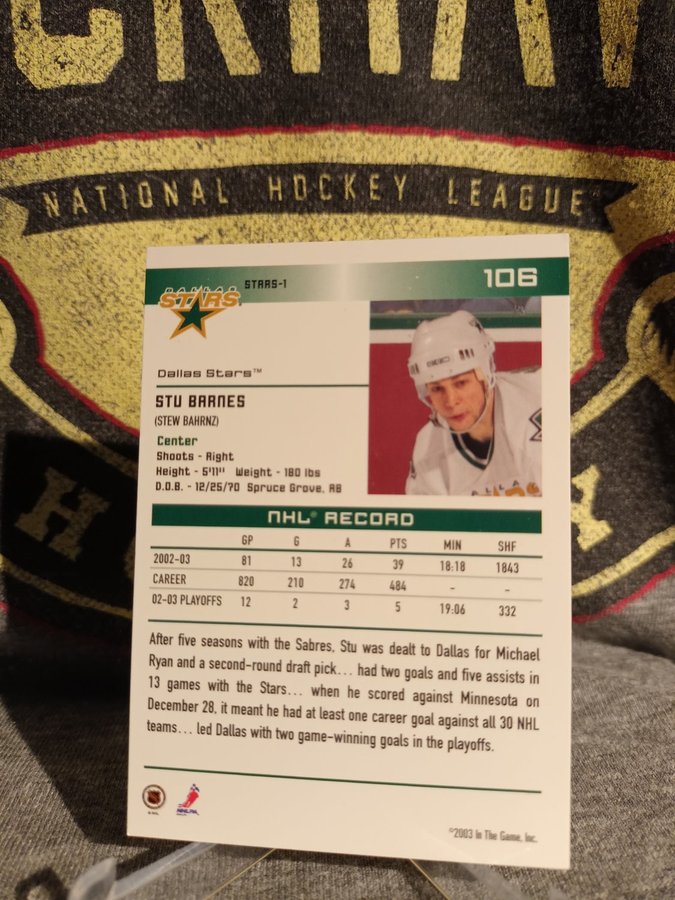 NATIONAL HOCKEY LEAGUE
106
DALLAS
STARS
STARS-1
Dallas Stars™
STU BARNES
(STEW BAHRNZ)
Center
Shoots - Right
Height - 5'11" Weight - 180 lbs
D.O.B. - 12/25/70 Spruce Grove, AB
NHL® RECORD
GP G A PTS MIN SHF
2002-03 81 13 26 39 18:18 1843
CAREER 820 210 274 484 - -
02-03 PLAYOFFS 12 2 3 5 19:06 332
After five seasons with the Sabres, Stu was dealt to Dallas for Michael
Ryan and a second-round draft pick... had two goals and five assists in
13 games with the Stars... when he scored against Minnesota on
December 28, it meant he had at least one career goal against all 30 NHL
teams... led Dallas with two game-winning goals in the playoffs.
NHLPA
©2003 In The Game, Inc.